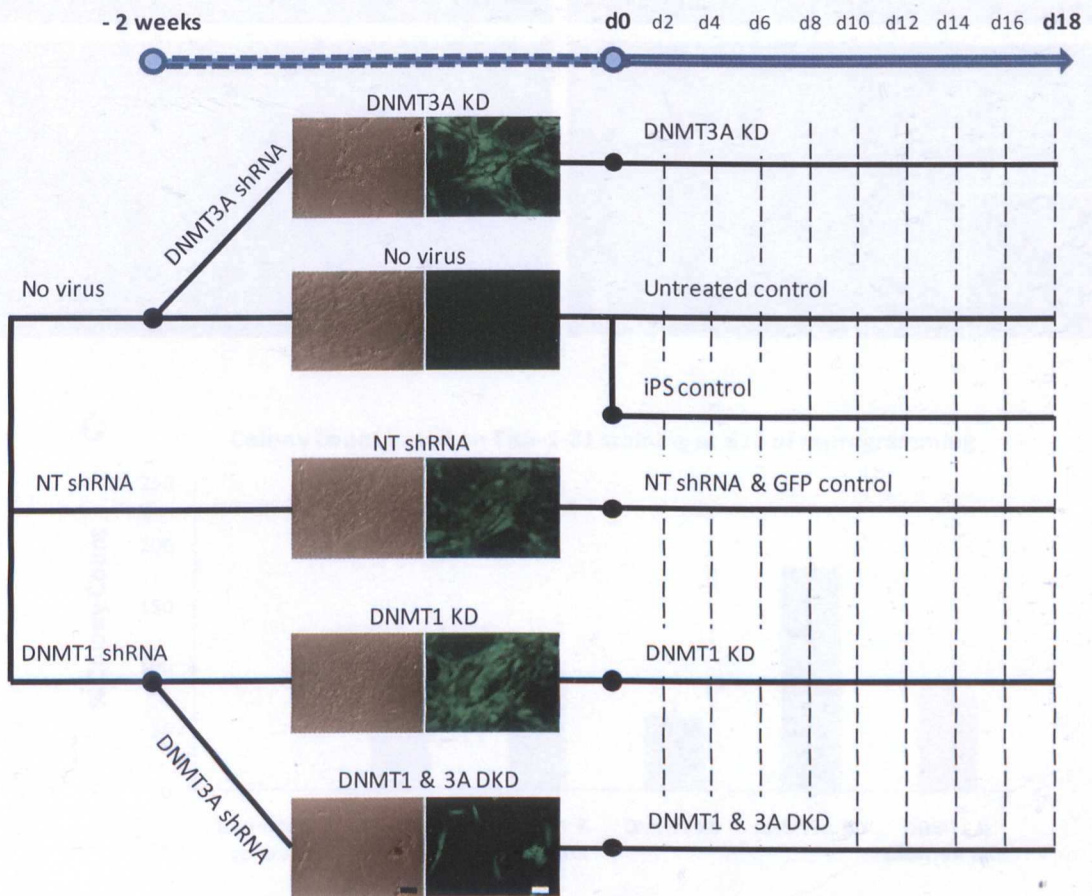 - 2 weeks d0 d2 d4 d6 d8 d10 d12 d14 d16 d18
DNMT3A KD
DNMT3A KD
DNMT3A shRNA
No virus
No virus
Untreated control
iPS control
NT shRNA
NT shRNA
NT shRNA & GFP control
DNMT1 KD
DNMT1 shRNA
DNMT1 KD
DNMT3A shRNA
DNMT1 & 3A DKD
DNMT1 & 3A DKD